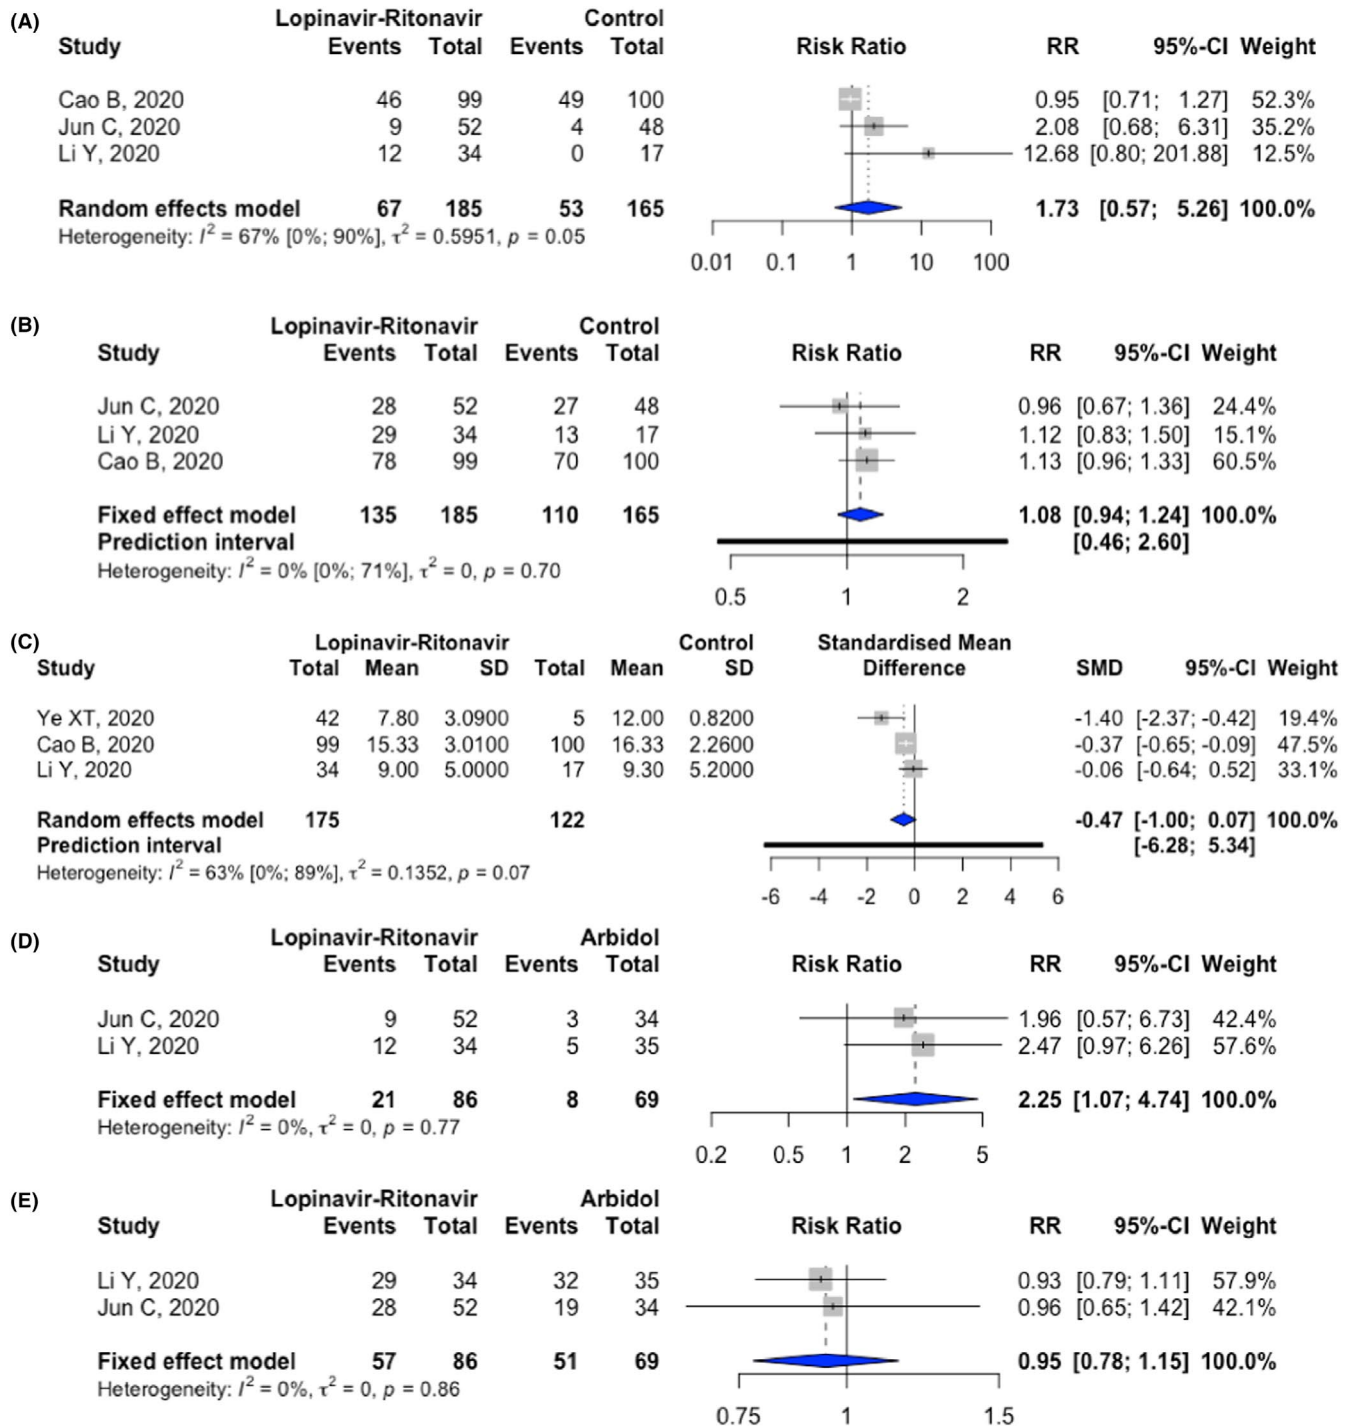 (A) Lopinavir-Ritonavir Control
Study Events Total Events Total Risk Ratio RR 95%-CI Weight
Cao B, 2020 46 99 49 100 0.95 [0.71; 1.27] 52.3%
Jun C, 2020 9 52 4 48 2.08 [0.68; 6.31] 35.2%
Li Y, 2020 12 34 0 17 12.68 [0.80; 201.88] 12.5%
Random effects model 67 185 53 165 1.73 [0.57; 5.26] 100.0%
Heterogeneity: I² = 67% [0%; 90%], τ² = 0.5951, p = 0.05
0.01 0.1 1 10 100
(B) Lopinavir-Ritonavir Control
Study Events Total Events Total Risk Ratio RR 95%-CI Weight
Jun C, 2020 28 52 27 48 0.96 [0.67; 1.36] 24.4%
Li Y, 2020 29 34 13 17 1.12 [0.83; 1.50] 15.1%
Cao B, 2020 78 99 70 100 1.13 [0.96; 1.33] 60.5%
Fixed effect model 135 185 110 165 1.08 [0.94; 1.24] 100.0%
Prediction interval [0.46; 2.60]
Heterogeneity: I² = 0% [0%; 71%], τ² = 0, p = 0.70
0.5 1 2
(C) Lopinavir-Ritonavir Control Standardised Mean
Study Total Mean SD Total Mean SD Difference SMD 95%-CI Weight
Ye XT, 2020 42 7.80 3.0900 5 12.00 0.8200 -1.40 [-2.37; -0.42] 19.4%
Cao B, 2020 99 15.33 3.0100 100 16.33 2.2600 -0.37 [-0.65; -0.09] 47.5%
Li Y, 2020 34 9.00 5.0000 17 9.30 5.2000 -0.06 [-0.64; 0.52] 33.1%
Random effects model 175 122 -0.47 [-1.00; 0.07] 100.0%
Prediction interval [-6.28; 5.34]
Heterogeneity: I² = 63% [0%; 89%], τ² = 0.1352, p = 0.07
-6 -4 -2 0 2 4 6
(D) Lopinavir-Ritonavir Arbidol
Study Events Total Events Total Risk Ratio RR 95%-CI Weight
Jun C, 2020 9 52 3 34 1.96 [0.57; 6.73] 42.4%
Li Y, 2020 12 34 5 35 2.47 [0.97; 6.26] 57.6%
Fixed effect model 21 86 8 69 2.25 [1.07; 4.74] 100.0%
Heterogeneity: I² = 0%, τ² = 0, p = 0.77
0.2 0.5 1 2 5
(E) Lopinavir-Ritonavir Arbidol
Study Events Total Events Total Risk Ratio RR 95%-CI Weight
Li Y, 2020 29 34 32 35 0.93 [0.79; 1.11] 57.9%
Jun C, 2020 28 52 19 34 0.96 [0.65; 1.42] 42.1%
Fixed effect model 57 86 51 69 0.95 [0.78; 1.15] 100.0%
Heterogeneity: I² = 0%, τ² = 0, p = 0.86
0.75 1 1.5